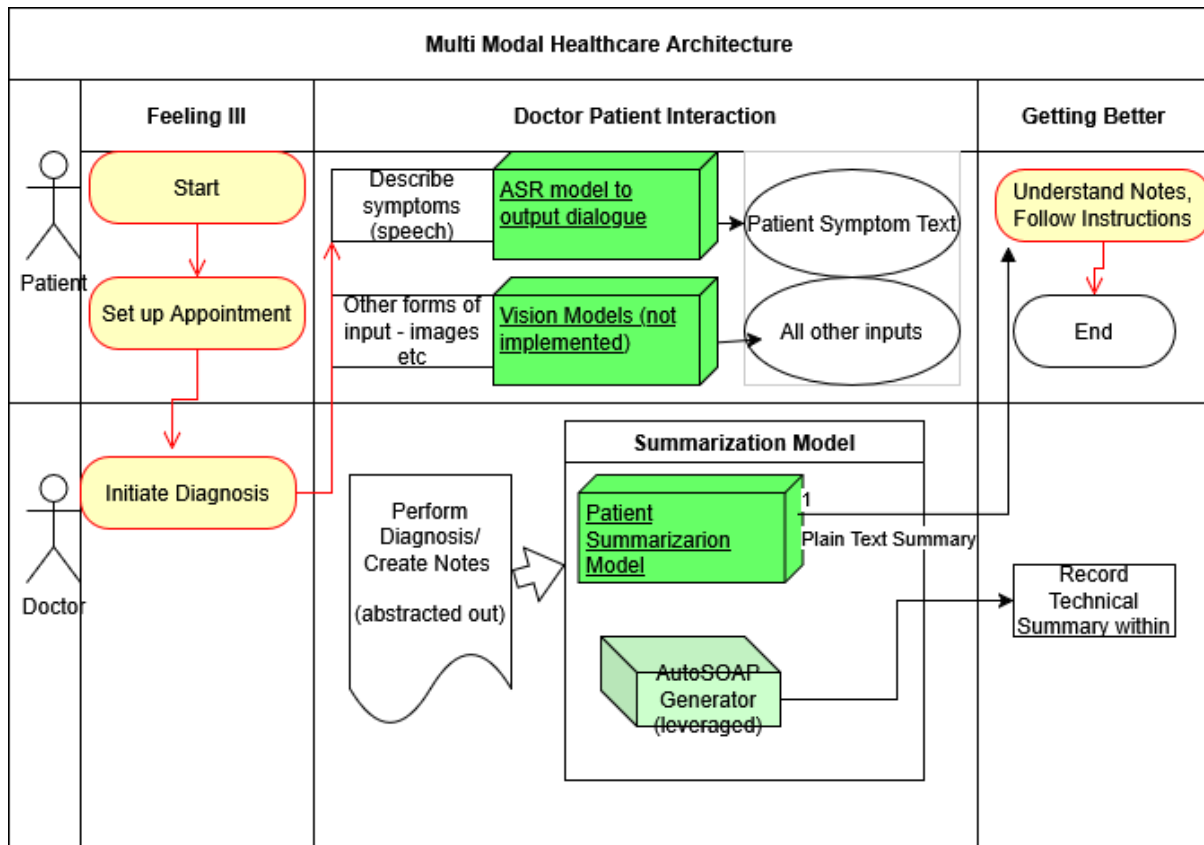 Multi Modal Healthcare Architecture
Feeling Ill
Doctor Patient Interaction
Getting Better
Patient
Start
Set up Appointment
Describe
symptoms
(speech)
ASR model to
output dialogue
Patient Symptom Text
Other forms of
input - images
etc
Vision Models (not
implemented)
All other inputs
Understand Notes,
Follow Instructions
End
Doctor
Initiate Diagnosis
Perform
Diagnosis/
Create Notes
(abstracted out)
Summarization Model
Patient
Summarizarion
Model
1
Plain Text Summary
AutoSOAP
Generator
(leveraged)
Record
Technical
Summary within